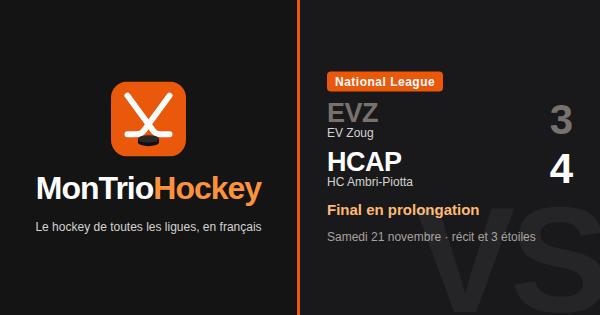 MonTrioHockey
Le hockey de toutes les ligues, en français
National League
EVZ 3
EV Zoug
HCAP 4
HC Ambri-Piotta
Final en prolongation
Samedi 21 novembre · récit et 3 étoiles
VS